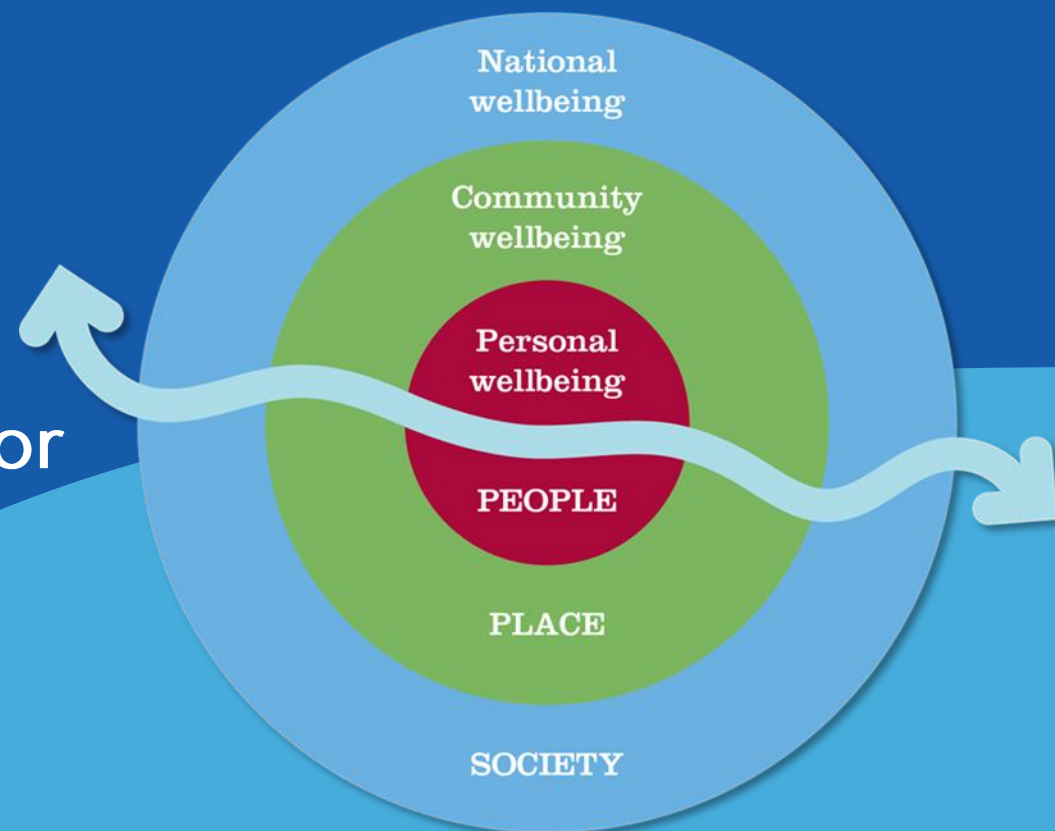 National
wellbeing
Community
wellbeing
Personal
wellbeing
or
PEOPLE
PLACE
SOCIETY